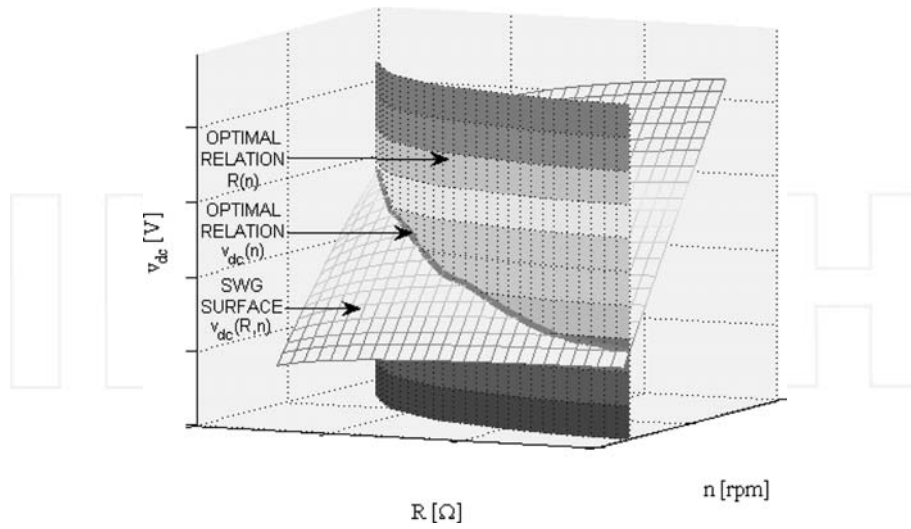 OPTIMAL
RELATION
R(n)
OPTIMAL
RELATION
v_dc(n)
SWG
SURFACE
v_dc(R,n)
v_dc [V]
n [rpm]
R [Ω]